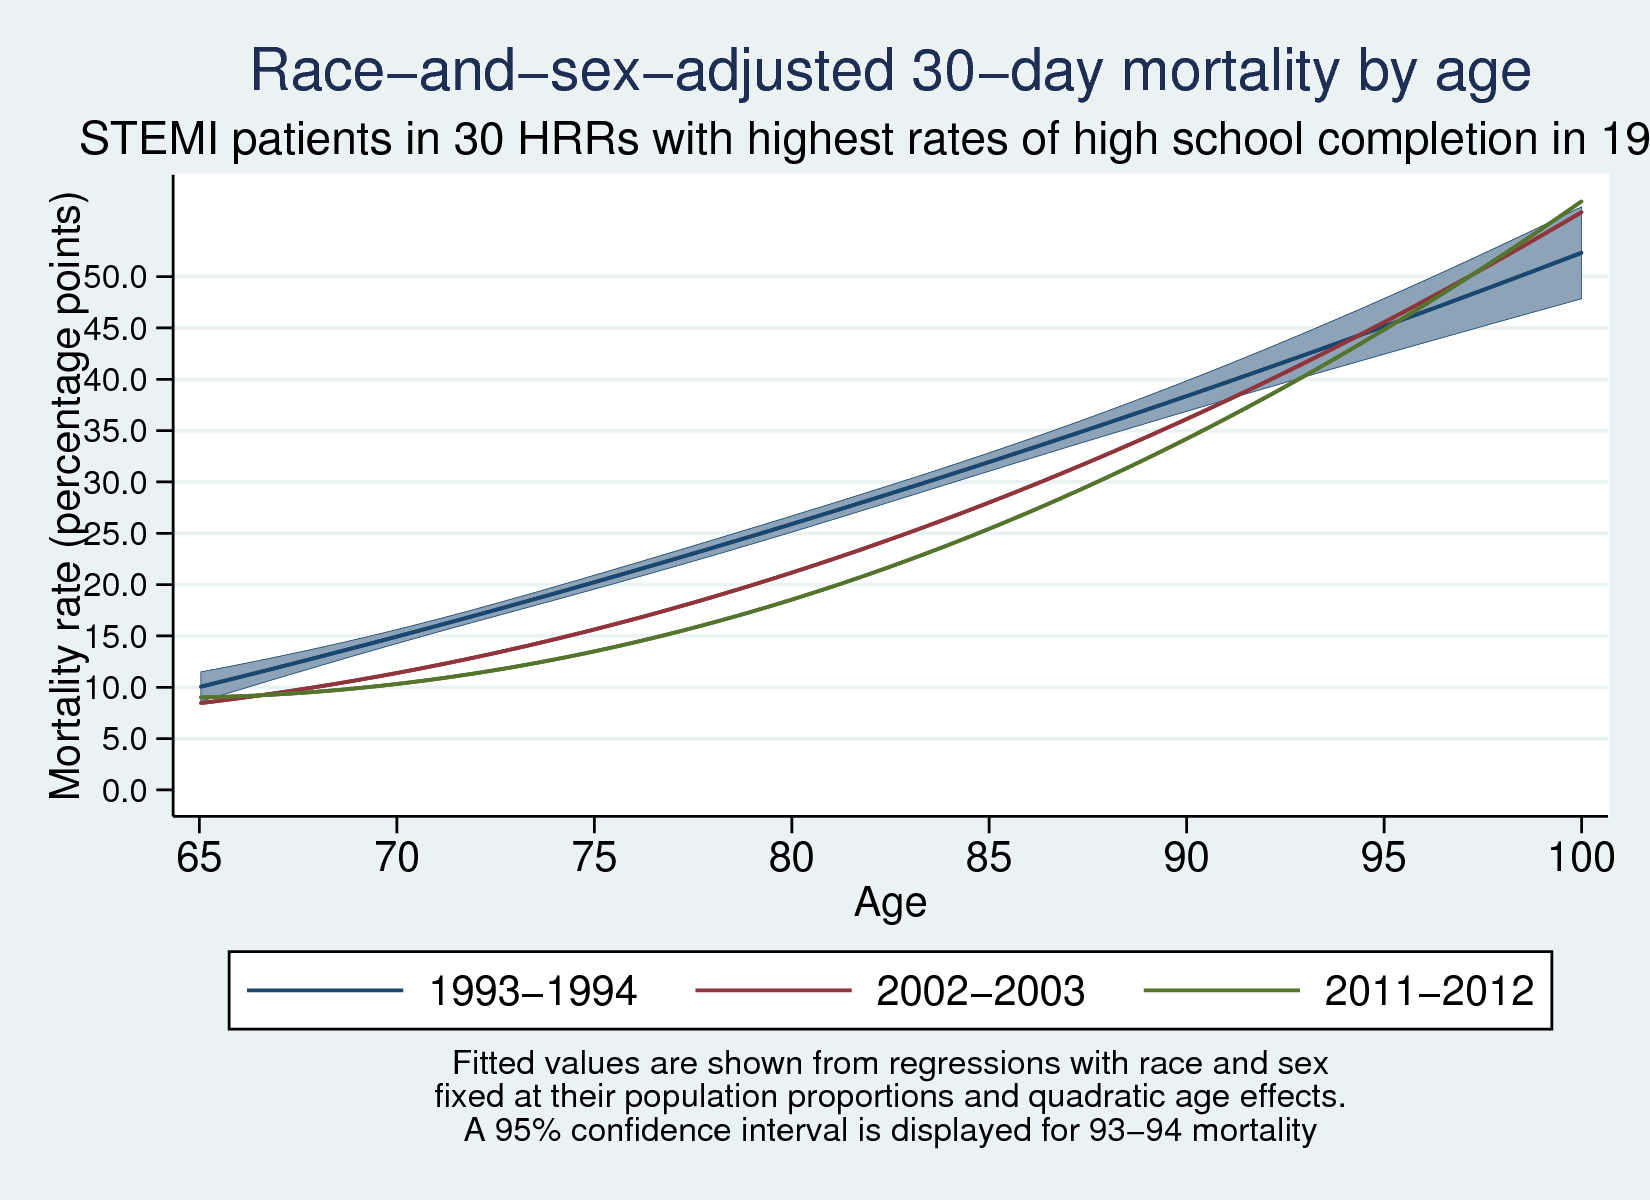 Race–and–sex–adjusted 30–day mortality by age
STEMI patients in 30 HRRs with highest rates of high school completion in 19
Mortality rate (percentage points)
50.0
45.0
40.0
35.0
30.0
25.0
20.0
15.0
10.0
5.0
0.0
65 70 75 80 85 90 95 100
Age
1993–1994 2002–2003 2011–2012
Fitted values are shown from regressions with race and sex
fixed at their population proportions and quadratic age effects.
A 95% confidence interval is displayed for 93–94 mortality